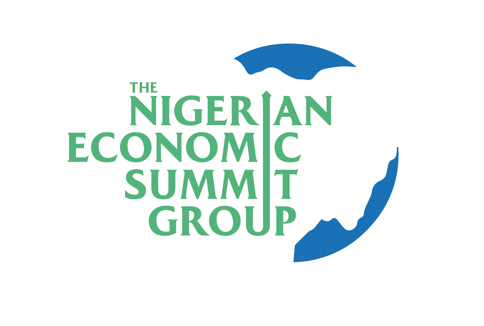 THE
NIGERIAN
ECONOMIC
SUMMIT
GROUP